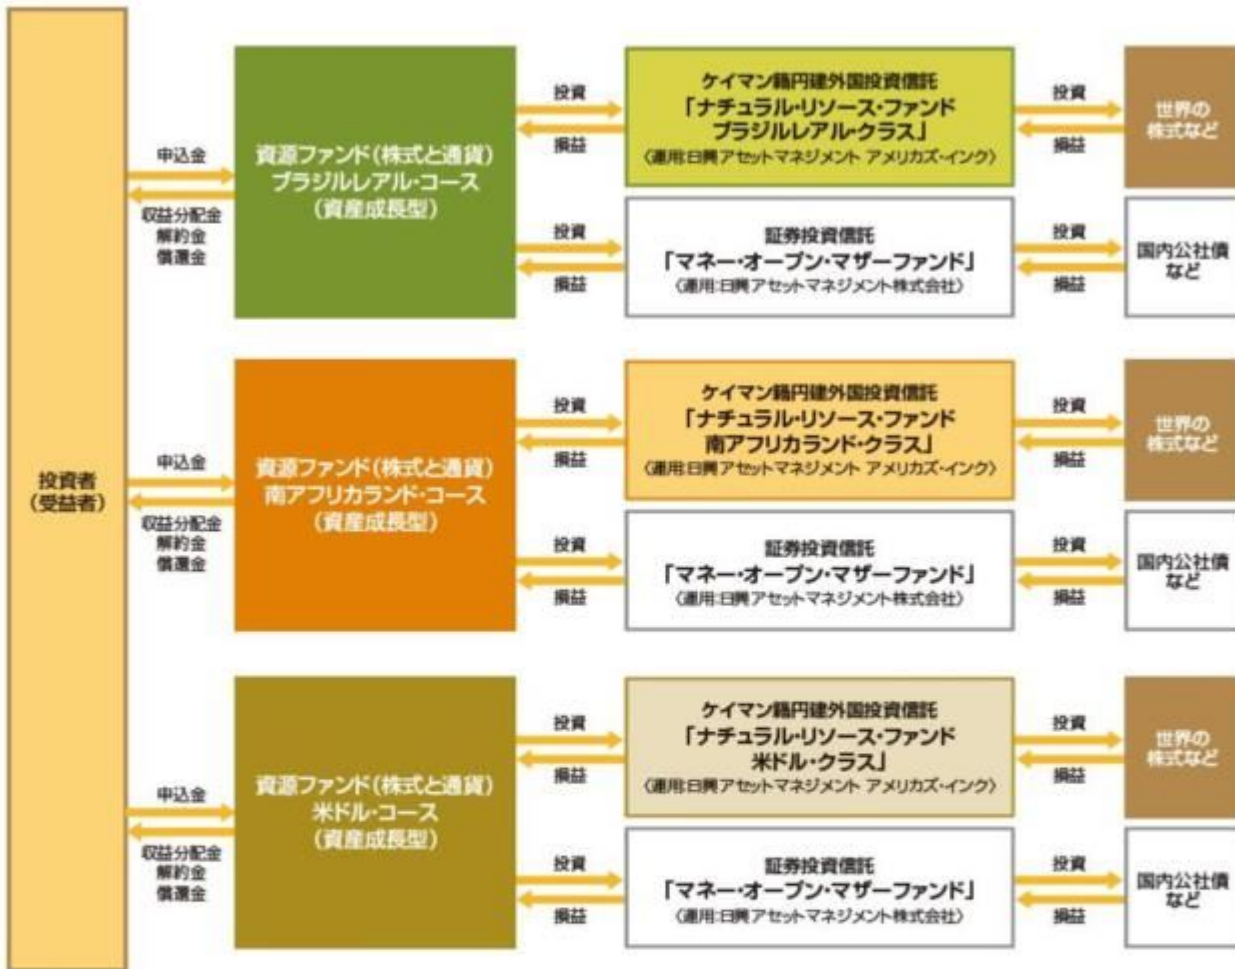 投資者
(受益者)
申込金
収益分配金
解約金
償還金
資源ファンド(株式と通貨)
ブラジルレアル・コース
(資産成長型)
投資
損益
ケイマン籍円建外国投資信託
「ナチュラル・リソース・ファンド
ブラジルレアル・クラス」
〈運用:日興アセットマネジメント アメリカズ・インク〉
投資
損益
世界の
株式など
投資
損益
証券投資信託
「マネー・オープン・マザーファンド」
〈運用:日興アセットマネジメント株式会社〉
投資
損益
国内公社債
など
申込金
収益分配金
解約金
償還金
資源ファンド(株式と通貨)
南アフリカランド・コース
(資産成長型)
投資
損益
ケイマン籍円建外国投資信託
「ナチュラル・リソース・ファンド
南アフリカランド・クラス」
〈運用:日興アセットマネジメント アメリカズ・インク〉
投資
損益
世界の
株式など
投資
損益
証券投資信託
「マネー・オープン・マザーファンド」
〈運用:日興アセットマネジメント株式会社〉
投資
損益
国内公社債
など
申込金
収益分配金
解約金
償還金
資源ファンド(株式と通貨)
米ドル・コース
(資産成長型)
投資
損益
ケイマン籍円建外国投資信託
「ナチュラル・リソース・ファンド
米ドル・クラス」
〈運用:日興アセットマネジメント アメリカズ・インク〉
投資
損益
世界の
株式など
投資
損益
証券投資信託
「マネー・オープン・マザーファンド」
〈運用:日興アセットマネジメント株式会社〉
投資
損益
国内公社債
など